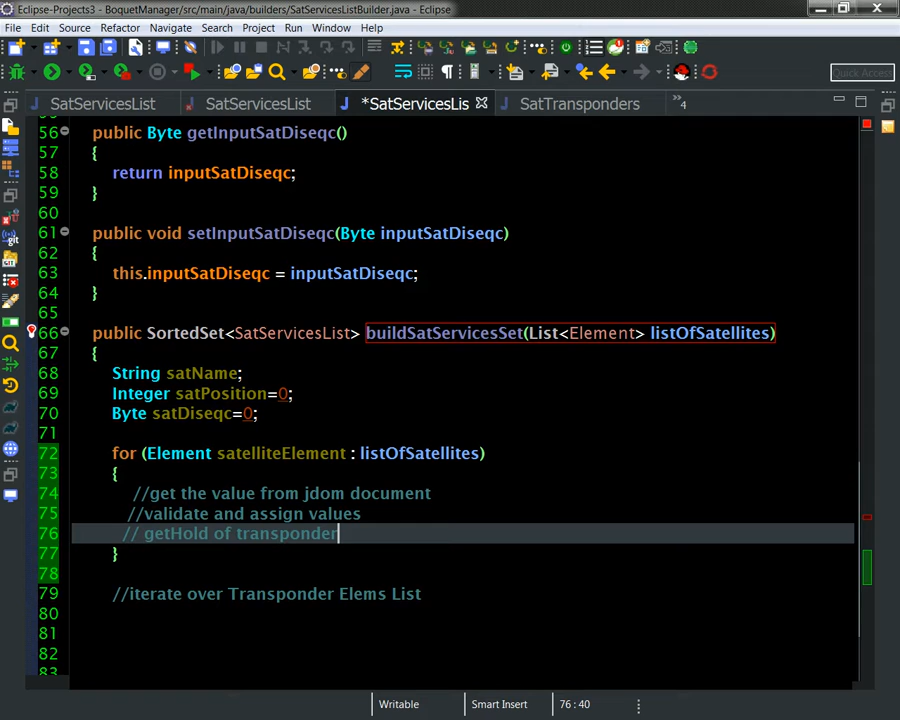 Eclipse-Projects3 - BoquetManager/src/main/java/builders/SatServicesListBuilder.java - Eclipse
File Edit Source Refactor Navigate Search Project Run Window Help
Quick Access
SatServicesList SatServicesList *SatServicesLis SatTransponders »4
56 public Byte getInputSatDiseqc()
57 {
58 return inputSatDiseqc;
59 }
60
61 public void setInputSatDiseqc(Byte inputSatDiseqc)
62 {
63 this.inputSatDiseqc = inputSatDiseqc;
64 }
65
66 public SortedSet<SatServicesList> buildSatServicesSet(List<Element> listOfSatellites)
67 {
68 String satName;
69 Integer satPosition=0;
70 Byte satDiseqc=0;
71
72 for (Element satelliteElement : listOfSatellites)
73 {
74 //get the value from jdom document
75 //validate and assign values
76 // getHold of transponder
77 }
78
79 //iterate over Transponder Elems List
80
81
82
83
Writable Smart Insert 76 : 40